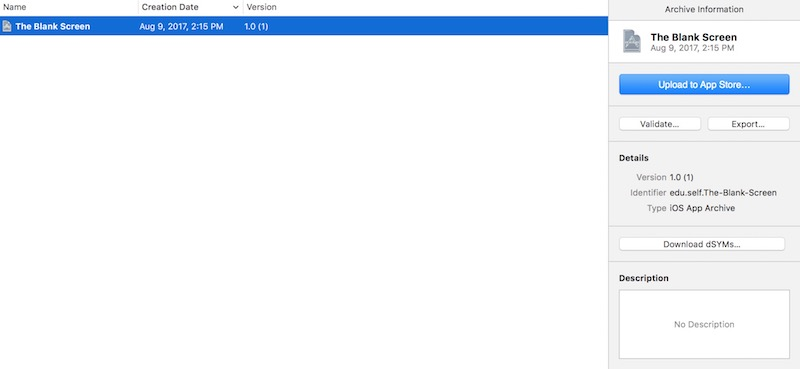 Name Creation Date Version
The Blank Screen Aug 9, 2017, 2:15 PM 1.0 (1)
Archive Information
The Blank Screen
Aug 9, 2017, 2:15 PM
Upload to App Store...
Validate... Export...
Details
Version 1.0 (1)
Identifier edu.self.The-Blank-Screen
Type iOS App Archive
Download dSYMs...
Description
No Description